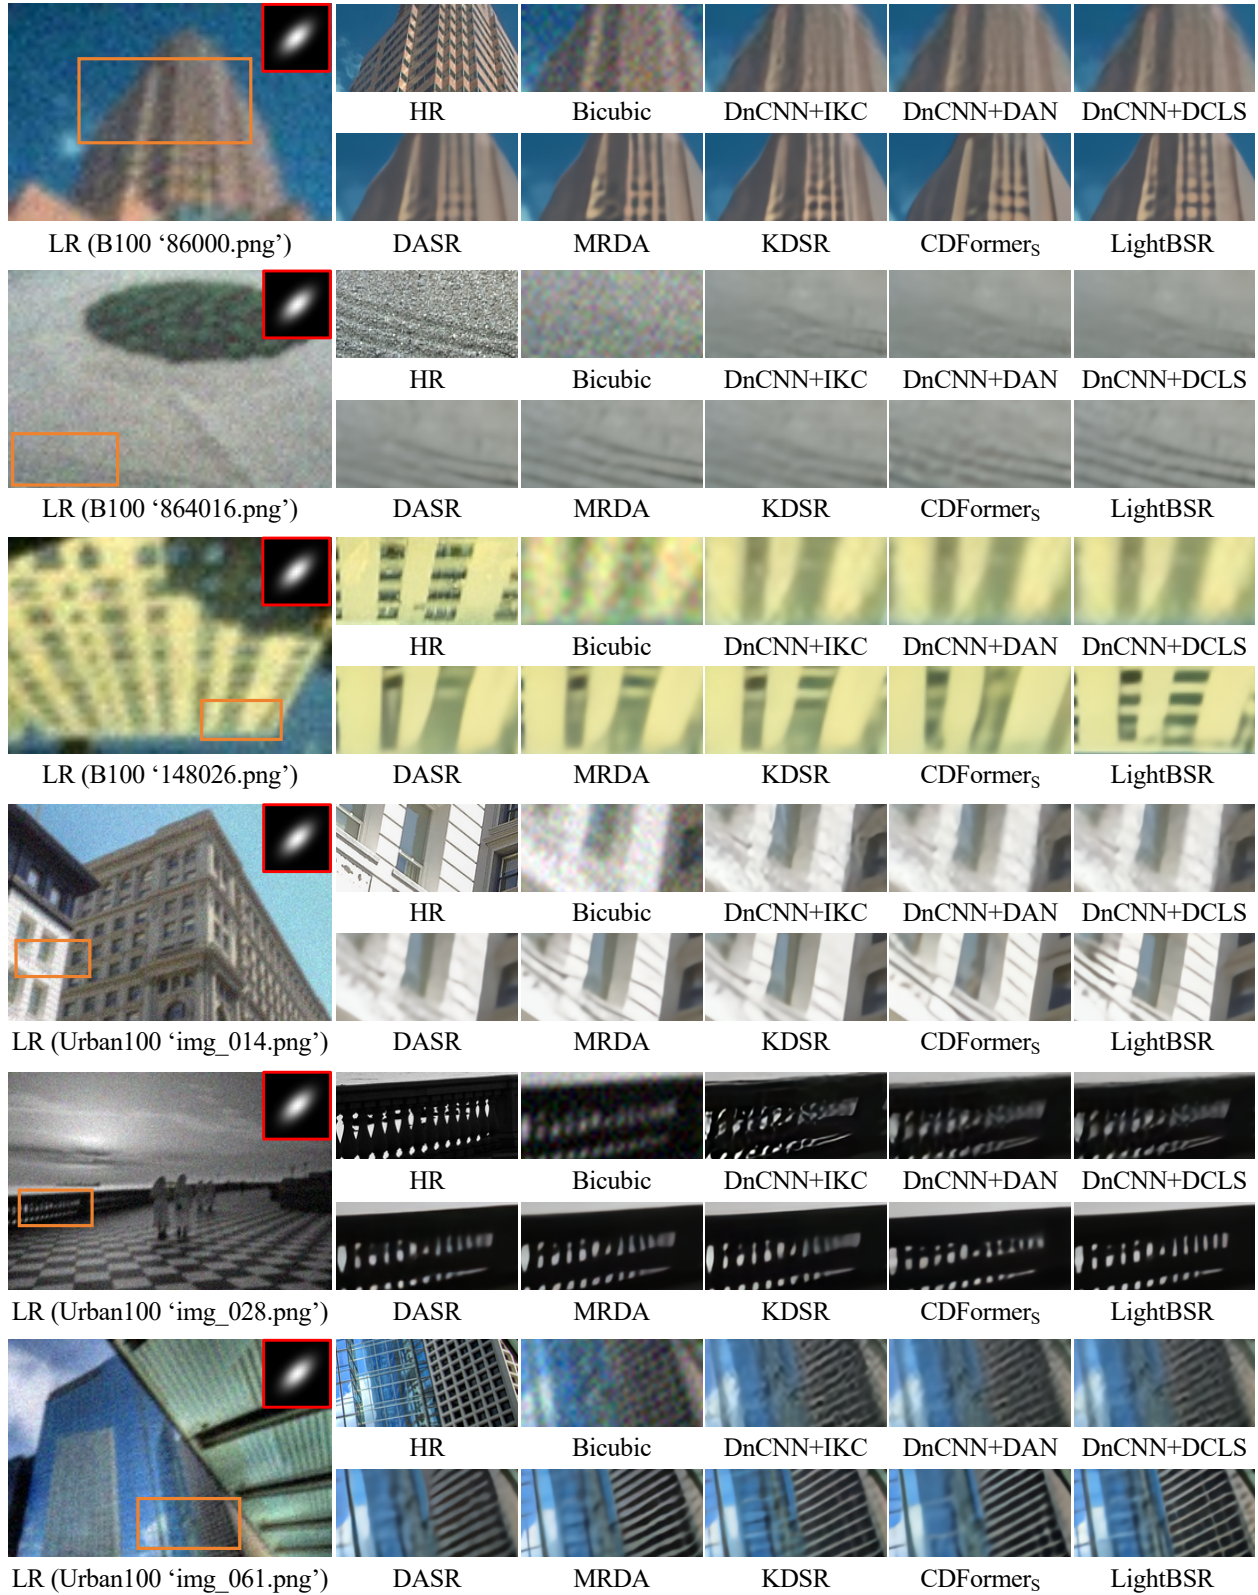 HR Bicubic DnCNN+IKC DnCNN+DAN DnCNN+DCLS
LR (B100 ‘86000.png’) DASR MRDA KDSR CDFormerS LightBSR
HR Bicubic DnCNN+IKC DnCNN+DAN DnCNN+DCLS
LR (B100 ‘864016.png’) DASR MRDA KDSR CDFormerS LightBSR
HR Bicubic DnCNN+IKC DnCNN+DAN DnCNN+DCLS
LR (B100 ‘148026.png’) DASR MRDA KDSR CDFormerS LightBSR
HR Bicubic DnCNN+IKC DnCNN+DAN DnCNN+DCLS
LR (Urban100 ‘img_014.png’) DASR MRDA KDSR CDFormerS LightBSR
HR Bicubic DnCNN+IKC DnCNN+DAN DnCNN+DCLS
LR (Urban100 ‘img_028.png’) DASR MRDA KDSR CDFormerS LightBSR
HR Bicubic DnCNN+IKC DnCNN+DAN DnCNN+DCLS
LR (Urban100 ‘img_061.png’) DASR MRDA KDSR CDFormerS LightBSR